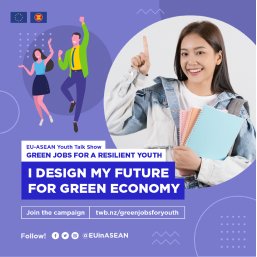 EU-ASEAN Youth Talk Show
GREEN JOBS FOR A RESILIENT YOUTH
I DESIGN MY FUTURE
FOR GREEN ECONOMY
Join the campaign twb.nz/greenjobsforyouth
Follow! @EUinASEAN